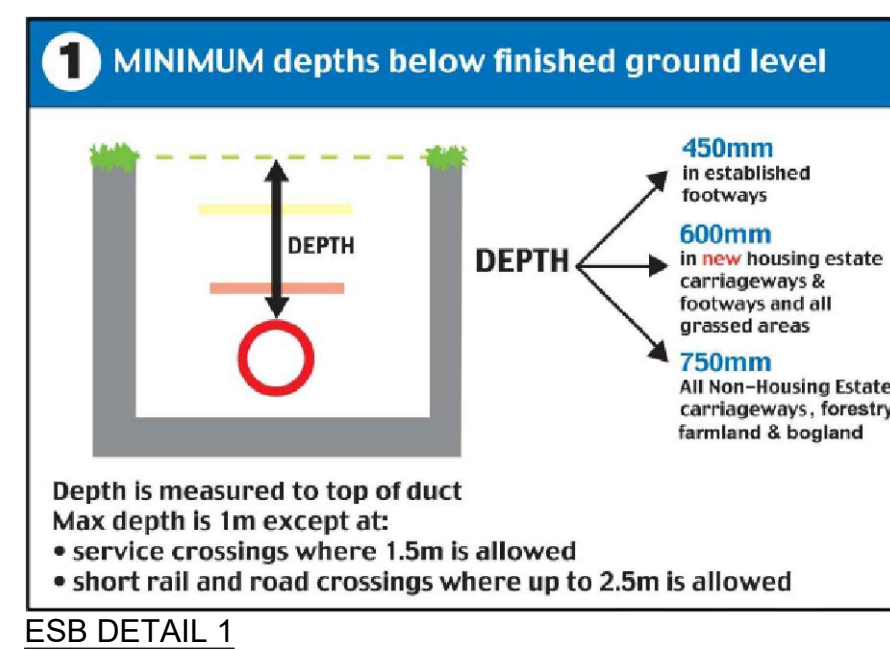 1 MINIMUM depths below finished ground level
DEPTH
DEPTH
450mm
in established
footways
600mm
in new housing estate
carriageways &
footways and all
grassed areas
750mm
All Non-Housing Estate
carriageways, forestry
farmland & bogland
Depth is measured to top of duct
Max depth is 1m except at:
• service crossings where 1.5m is allowed
• short rail and road crossings where up to 2.5m is allowed
ESB DETAIL 1